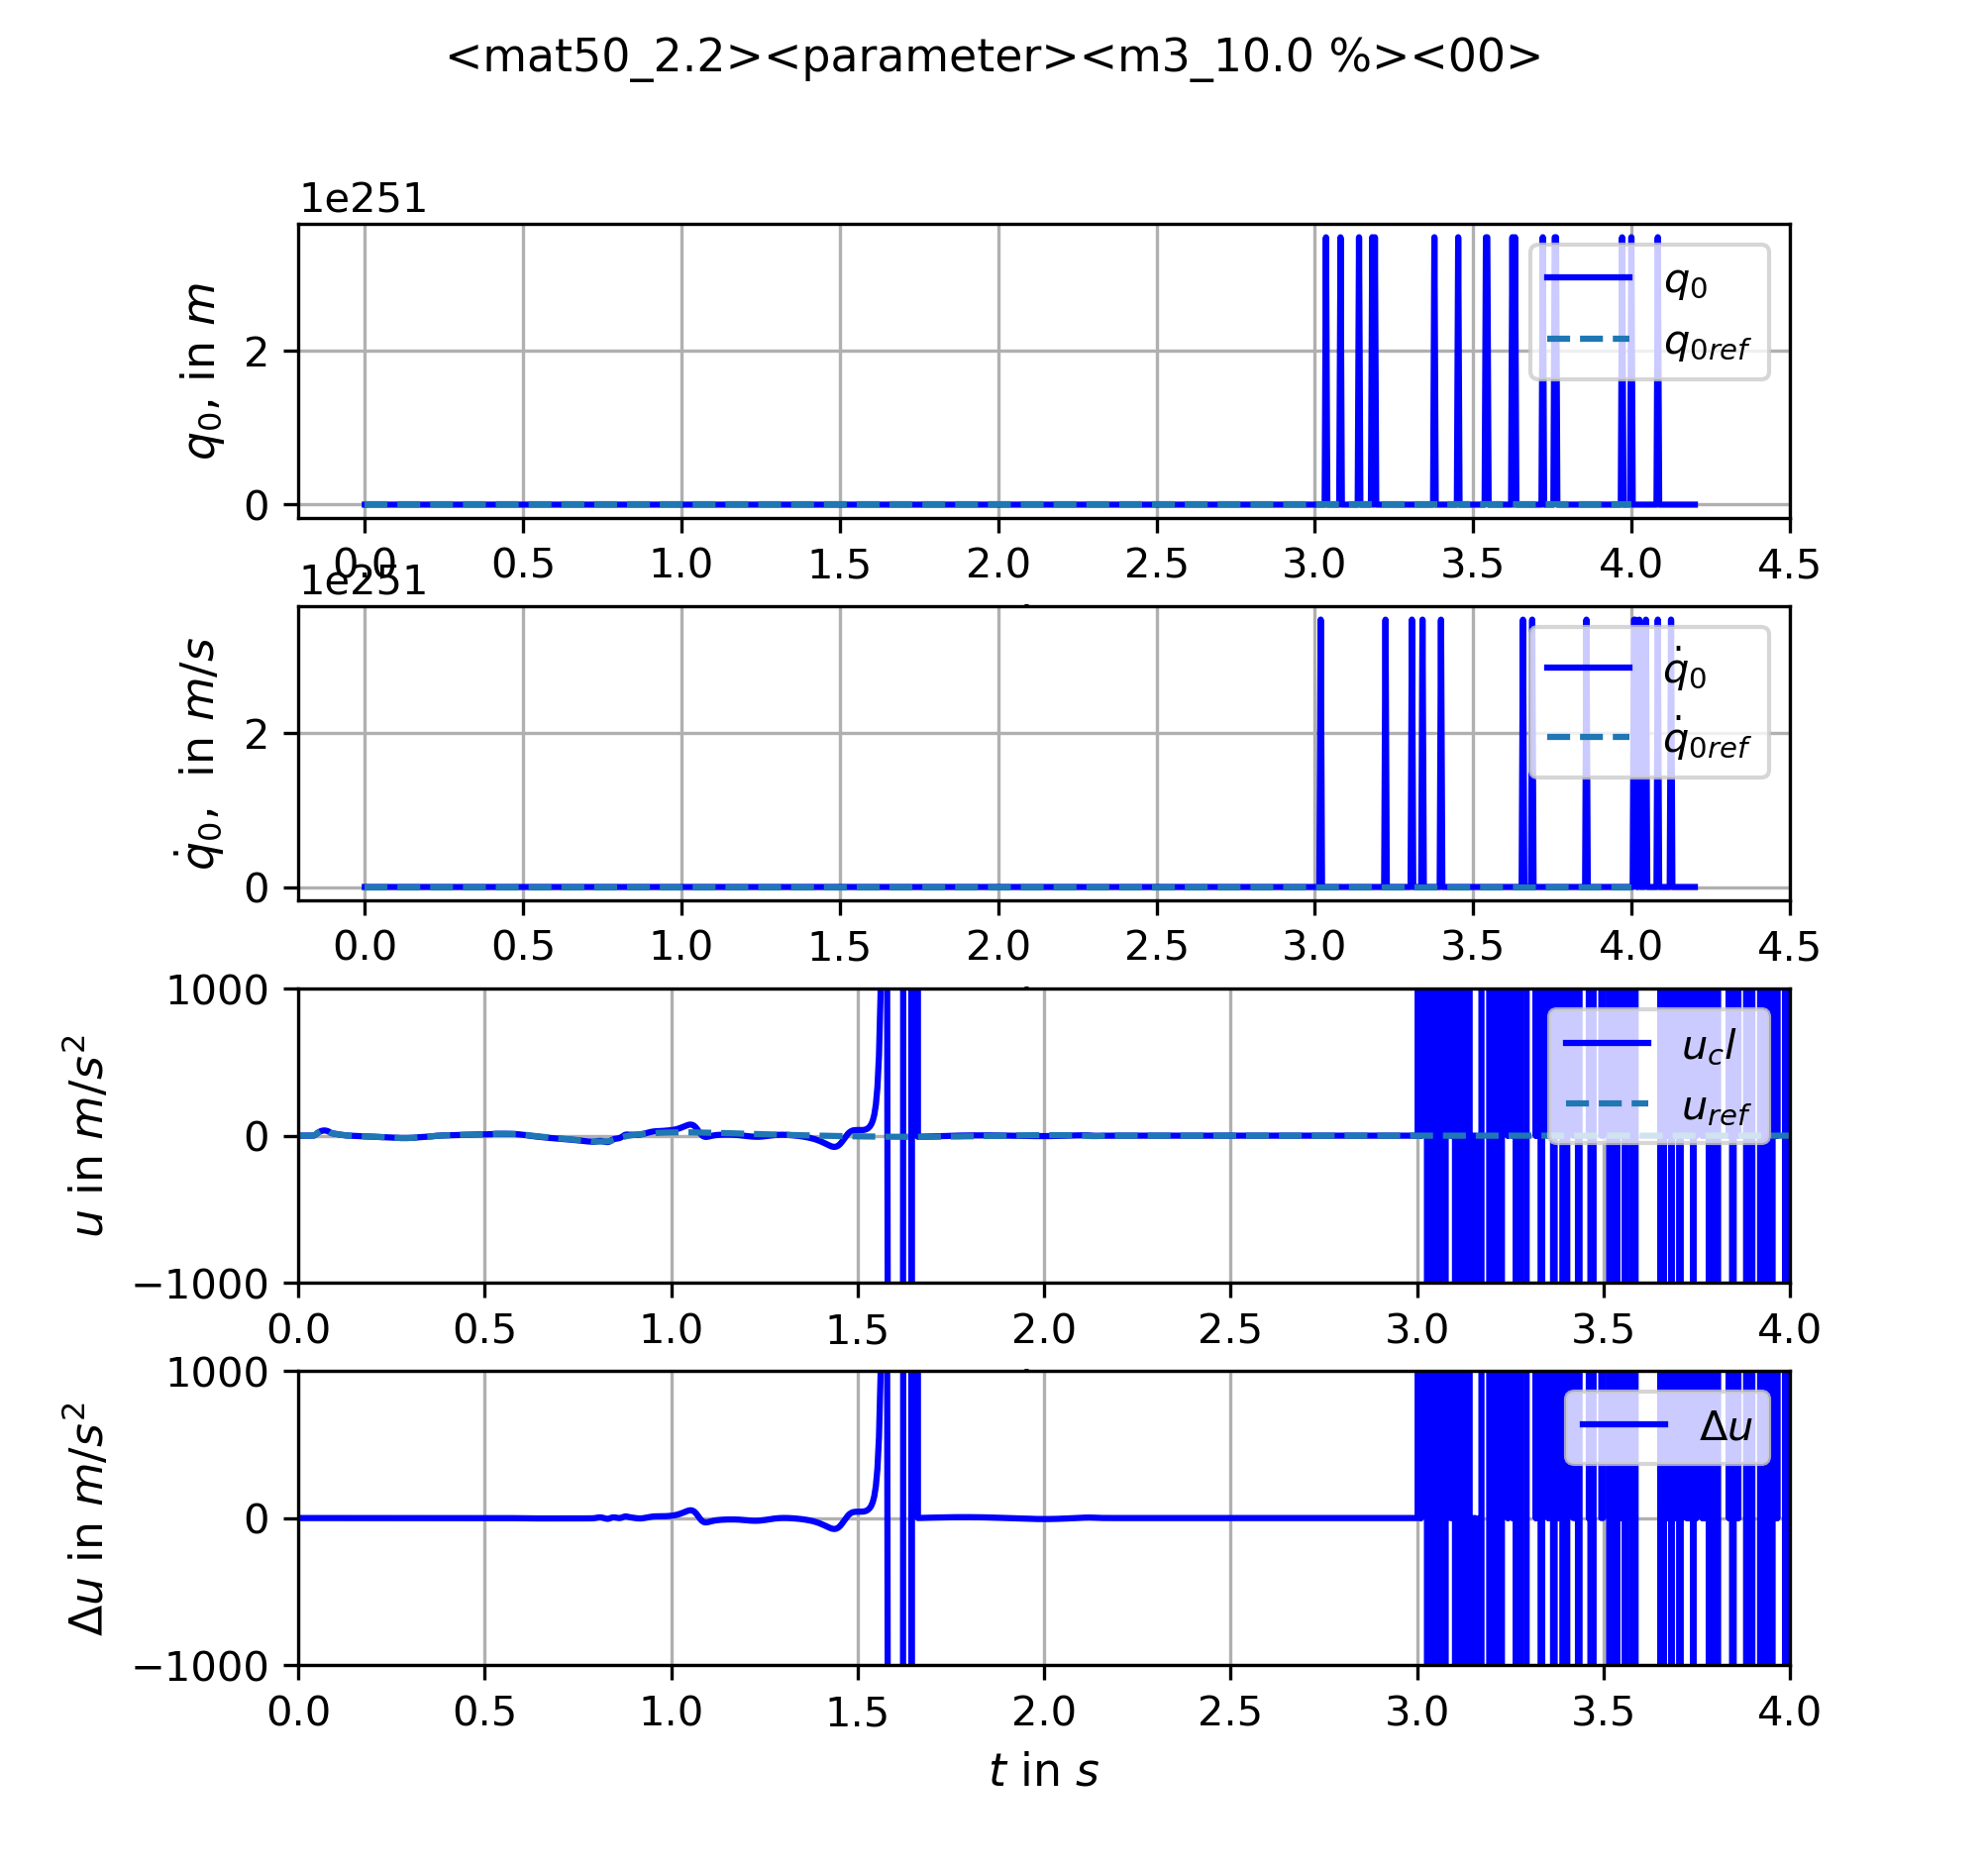 <mat50_2.2><parameter><m3_10.0 %><00>
1e251
q₀, in m
2
0
q₀
q₀ref
0.0 0.5 1.0 1.5 2.0 2.5 3.0 3.5 4.0 4.5
1e251
q̇₀, in m/s
2
0
q̇₀
q̇₀ref
0.0 0.5 1.0 1.5 2.0 2.5 3.0 3.5 4.0 4.5
u in m/s²
1000
0
−1000
u_cl
u_ref
0.0 0.5 1.0 1.5 2.0 2.5 3.0 3.5 4.0
Δu in m/s²
1000
0
−1000
Δu
0.0 0.5 1.0 1.5 2.0 2.5 3.0 3.5 4.0
t in s